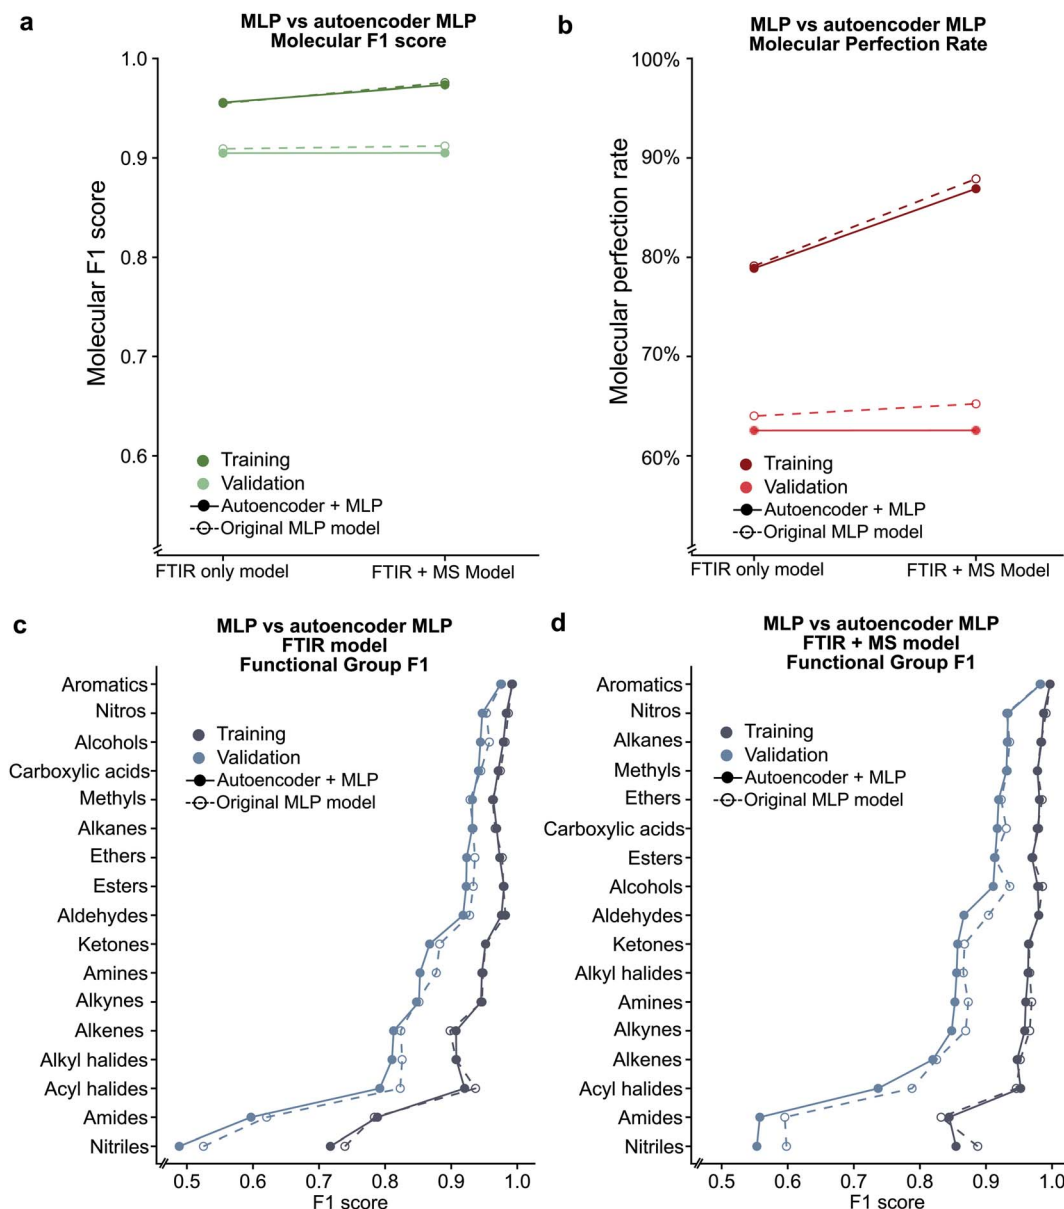 a
MLP vs autoencoder MLP
Molecular F1 score
Molecular F1 score
1.0
0.9
0.8
0.7
0.6
Training
Validation
Autoencoder + MLP
Original MLP model
FTIR only model
FTIR + MS Model
b
MLP vs autoencoder MLP
Molecular Perfection Rate
Molecular perfection rate
100%
90%
80%
70%
60%
Training
Validation
Autoencoder + MLP
Original MLP model
FTIR only model
FTIR + MS Model
c
MLP vs autoencoder MLP
FTIR model
Functional Group F1
Aromatics
Nitros
Alcohols
Carboxylic acids
Methyls
Alkanes
Ethers
Esters
Aldehydes
Ketones
Amines
Alkynes
Alkenes
Alkyl halides
Acyl halides
Amides
Nitriles
Training
Validation
Autoencoder + MLP
Original MLP model
0.5 0.6 0.7 0.8 0.9 1.0
F1 score
d
MLP vs autoencoder MLP
FTIR + MS model
Functional Group F1
Aromatics
Nitros
Alkanes
Methyls
Ethers
Carboxylic acids
Esters
Alcohols
Aldehydes
Ketones
Alkyl halides
Amines
Alkynes
Alkenes
Acyl halides
Amides
Nitriles
Training
Validation
Autoencoder + MLP
Original MLP model
0.5 0.6 0.7 0.8 0.9 1.0
F1 score